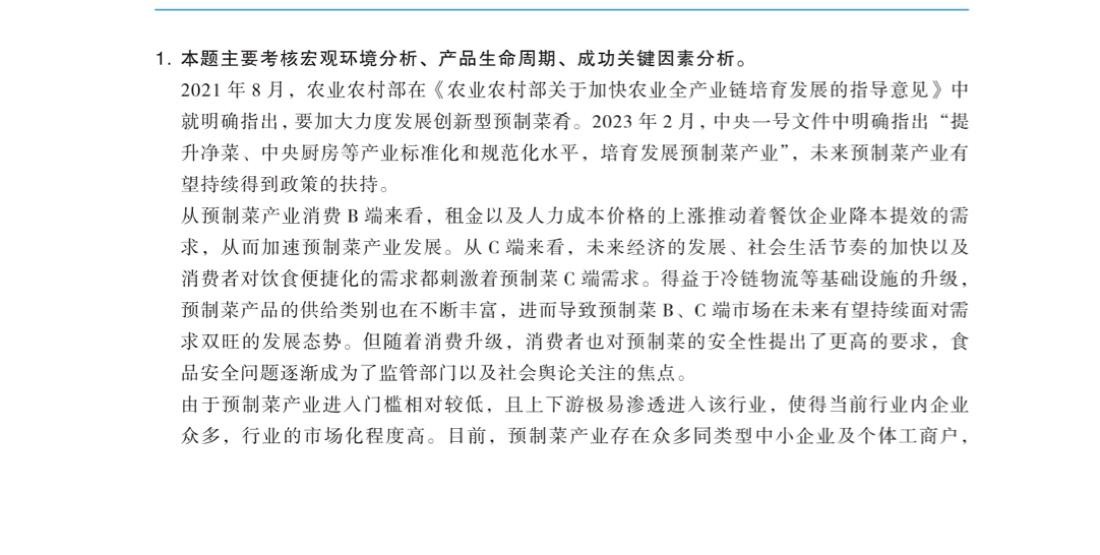 1. 本题主要考核宏观环境分析、产品生命周期、成功关键因素分析。
2021 年 8 月，农业农村部在《农业农村部关于加快农业全产业链培育发展的指导意见》中
就明确指出，要加大力度发展创新型预制菜肴。2023 年 2 月，中央一号文件中明确指出“提
升净菜、中央厨房等产业标准化和规范化水平，培育发展预制菜产业”，未来预制菜产业有
望持续得到政策的扶持。
从预制菜产业消费 B 端来看，租金以及人力成本价格的上涨推动着餐饮企业降本提效的需
求，从而加速预制菜产业发展。从 C 端来看，未来经济的发展、社会生活节奏的加快以及
消费者对饮食便捷化的需求都刺激着预制菜 C 端需求。得益于冷链物流等基础设施的升级，
预制菜产品的供给类别也在不断丰富，进而导致预制菜 B、C 端市场在未来有望持续面对需
求双旺的发展态势。但随着消费升级，消费者也对预制菜的安全性提出了更高的要求，食
品安全问题逐渐成为了监管部门以及社会舆论关注的焦点。
由于预制菜产业进入门槛相对较低，且上下游极易渗透进入该行业，使得当前行业内企业
众多，行业的市场化程度高。目前，预制菜产业存在众多同类型中小企业及个体工商户，